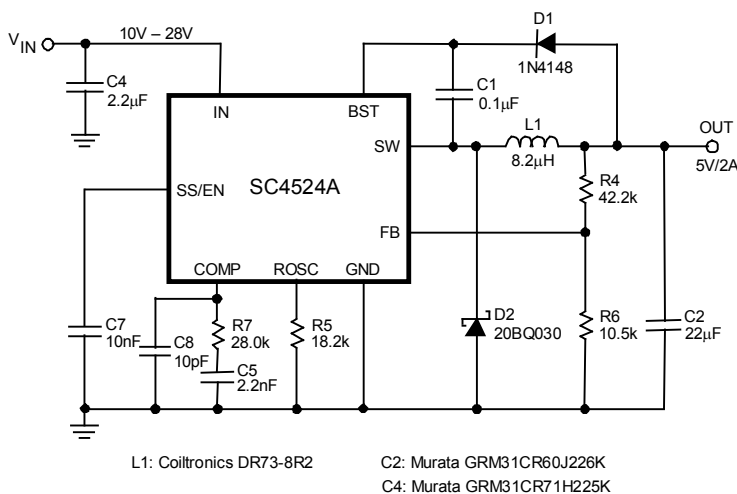 V_IN
10V – 28V
C4
2.2µF
D1
1N4148
C1
0.1µF
IN
BST
SW
L1
8.2µH
OUT
5V/2A
SS/EN
SC4524A
R4
42.2k
FB
COMP
ROSC
GND
C7
10nF
C8
10pF
R7
28.0k
C5
2.2nF
R5
18.2k
D2
20BQ030
R6
10.5k
C2
22µF
L1: Coiltronics DR73-8R2
C2: Murata GRM31CR60J226K
C4: Murata GRM31CR71H225K